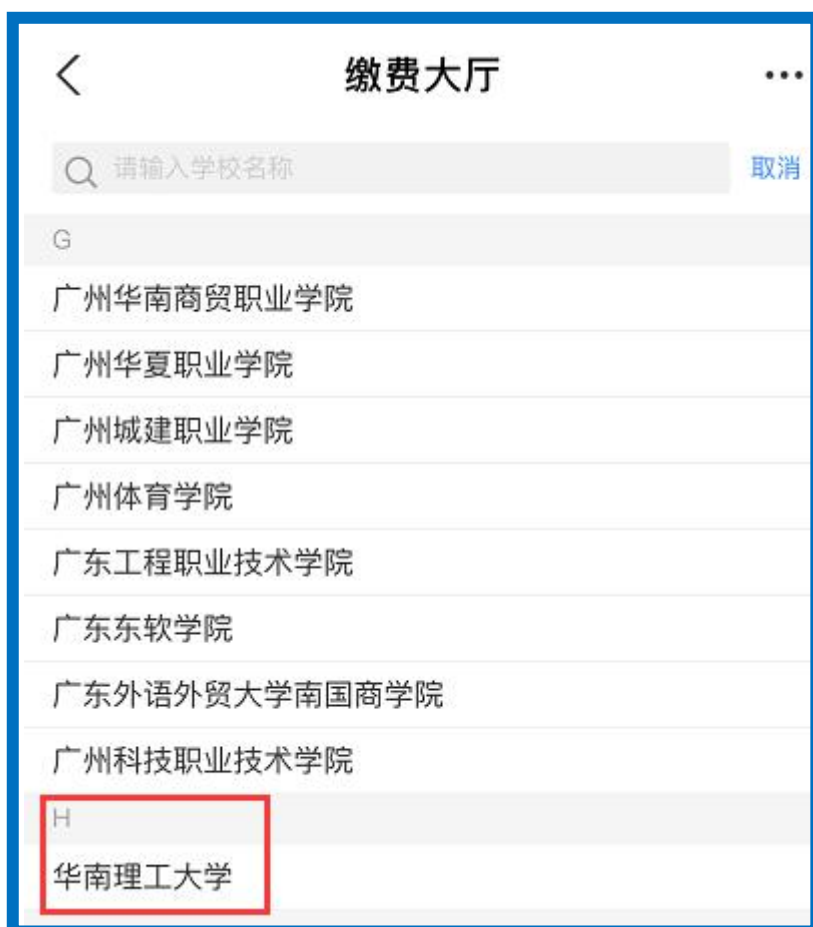 缴费大厅
请输入学校名称 取消
G
广州华南商贸职业学院
广州华夏职业学院
广州城建职业学院
广州体育学院
广东工程职业技术学院
广东东软学院
广东外语外贸大学南国商学院
广州科技职业技术学院
H
华南理工大学